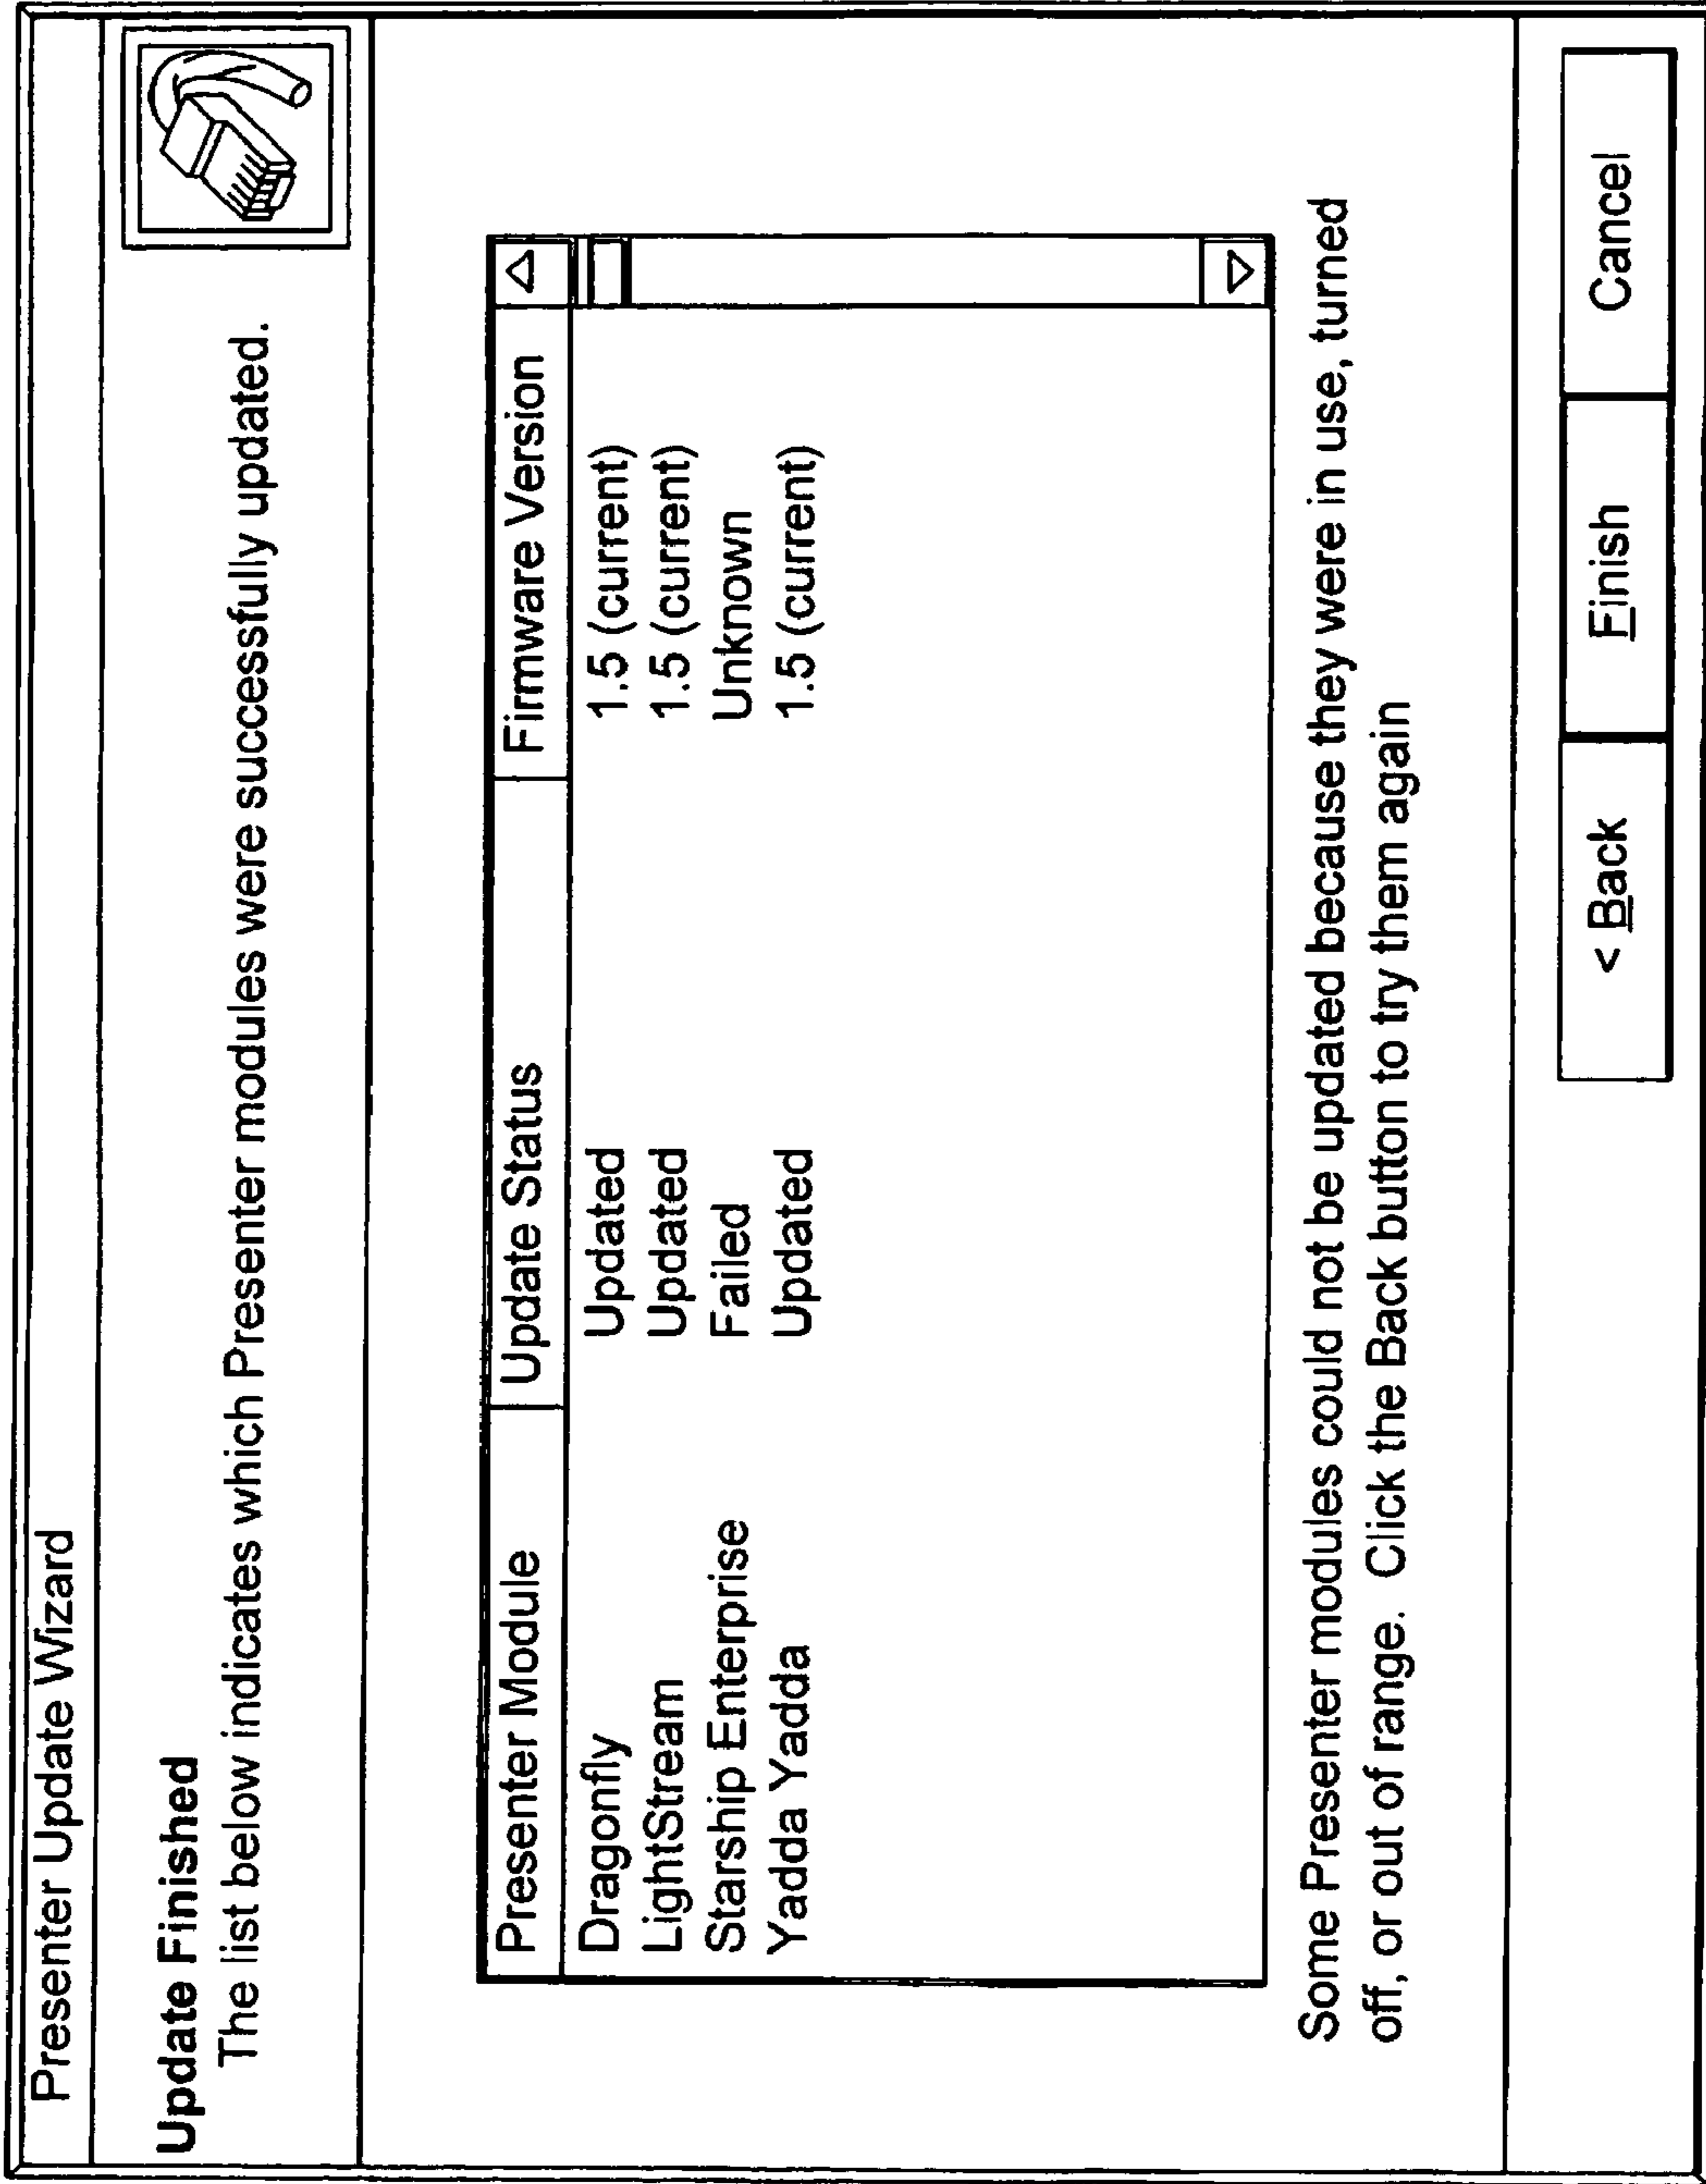 Presenter Update Wizard
Update Finished
The list below indicates which Presenter modules were successfully updated.
Presenter Module Update Status Firmware Version
Dragonfly Updated 1.5 (current)
LightStream Updated 1.5 (current)
Starship Enterprise Failed Unknown
Yadda Yadda Updated 1.5 (current)
Some Presenter modules could not be updated because they were in use, turned
off, or out of range. Click the Back button to try them again
< Back Finish Cancel